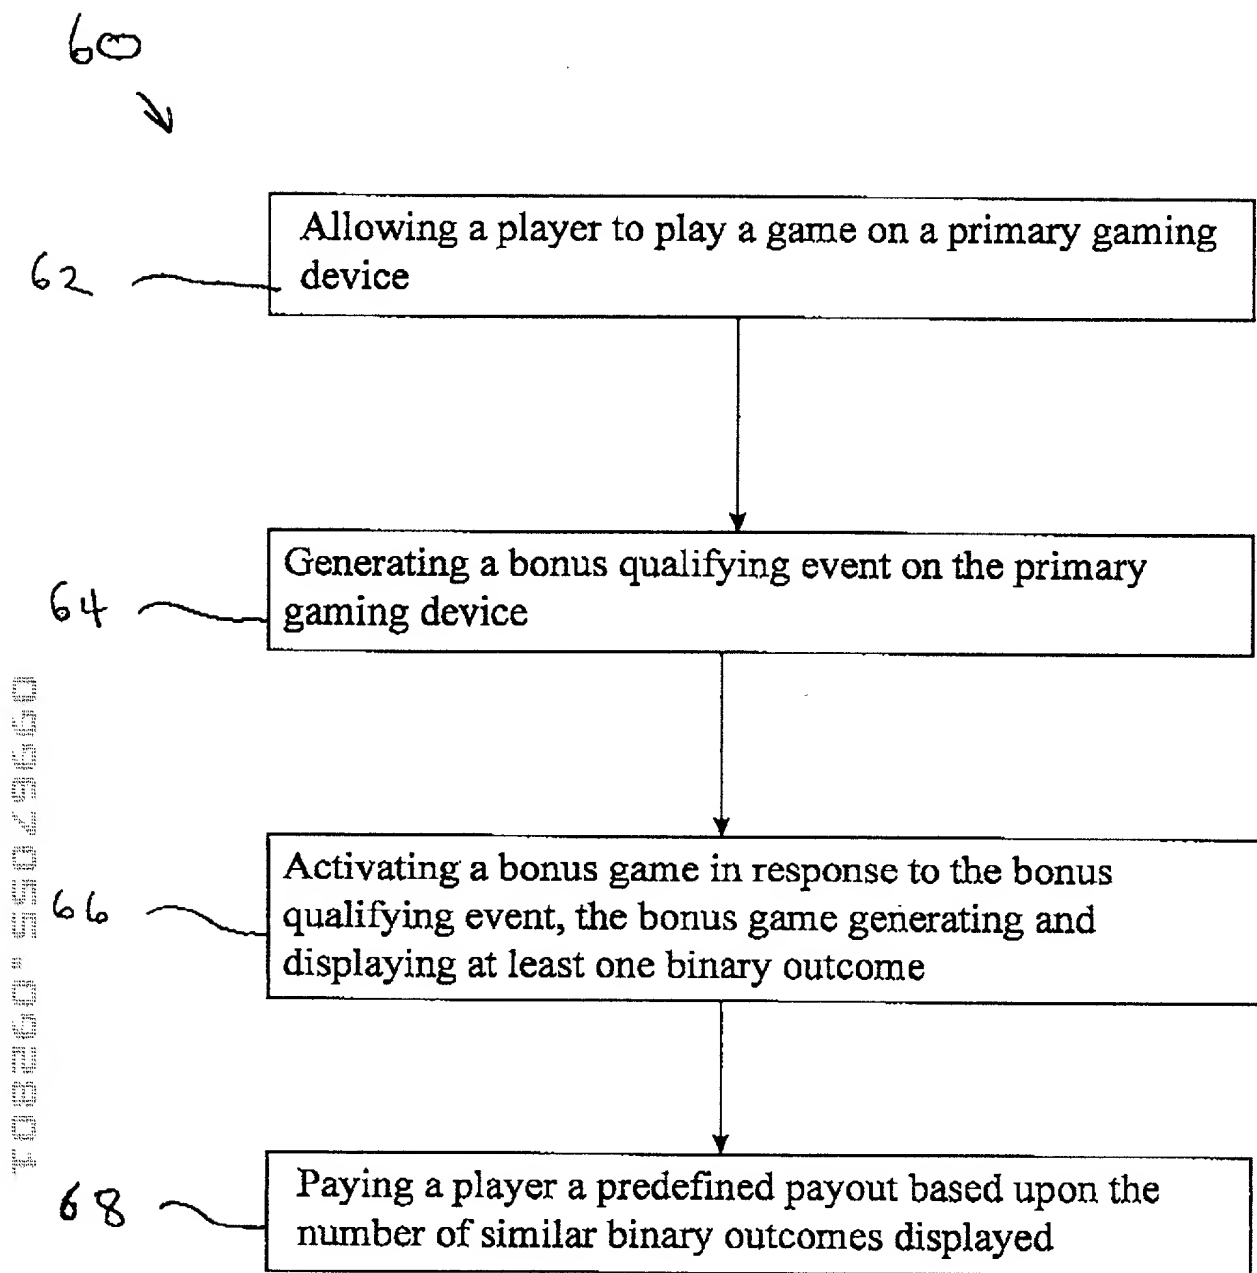 60
Allowing a player to play a game on a primary gaming
device
62
Generating a bonus qualifying event on the primary
gaming device
64
Activating a bonus game in response to the bonus
qualifying event, the bonus game generating and
displaying at least one binary outcome
66
Paying a player a predefined payout based upon the
number of similar binary outcomes displayed
68
09967055.092801